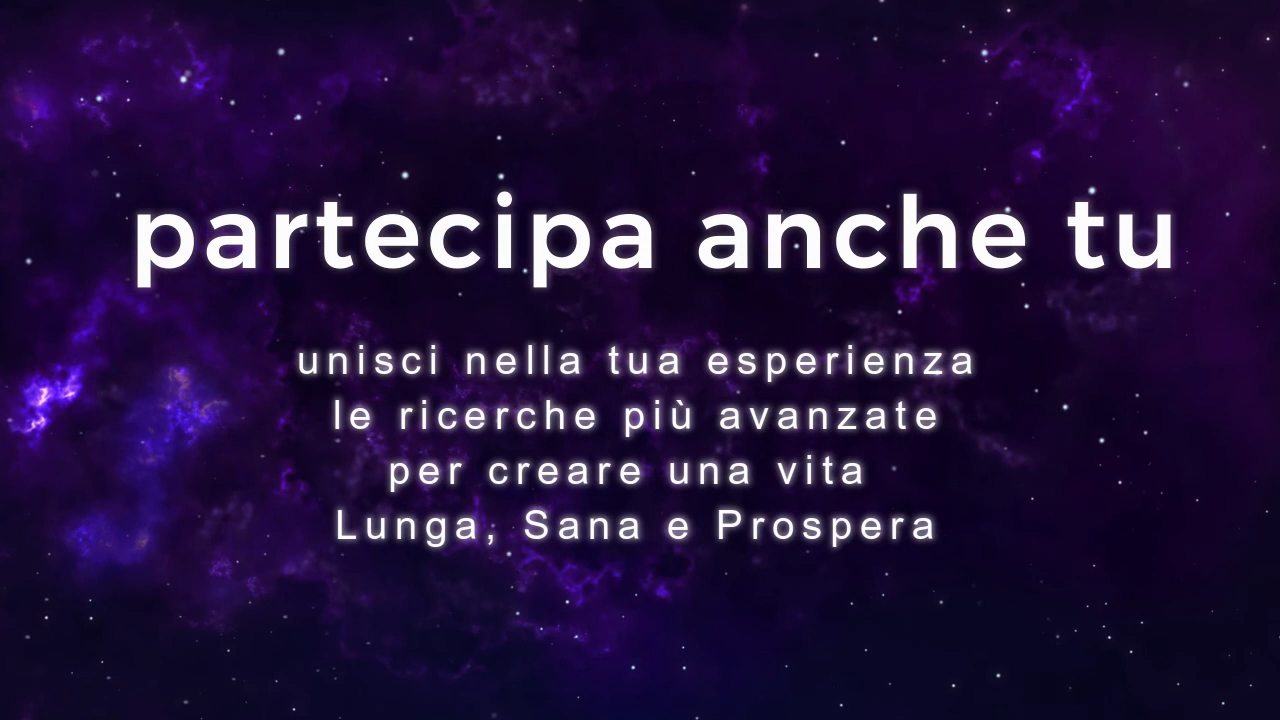 partecipa anche tu
unisci nella tua esperienza
le ricerche più avanzate
per creare una vita
Lunga, Sana e Prospera